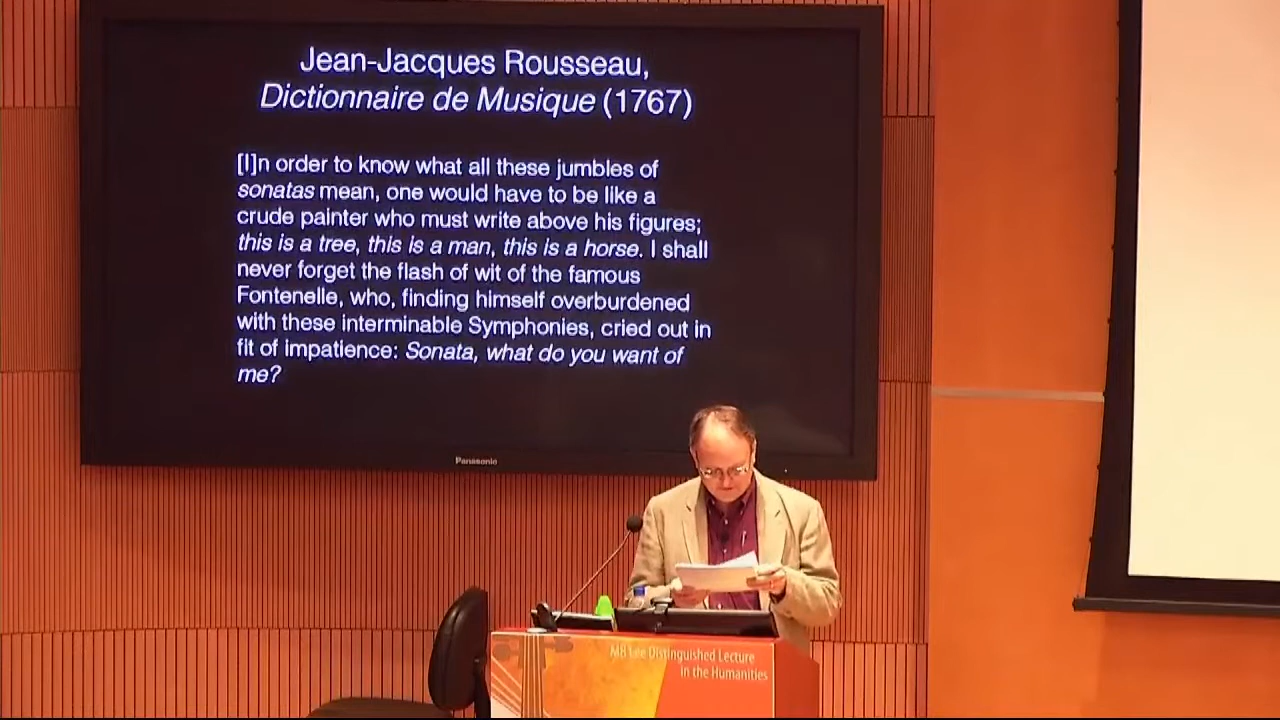 Jean-Jacques Rousseau,
Dictionnaire de Musique (1767)
[I]n order to know what all these jumbles of
sonatas mean, one would have to be like a
crude painter who must write above his figures;
this is a tree, this is a man, this is a horse. I shall
never forget the flash of wit of the famous
Fontenelle, who, finding himself overburdened
with these interminable Symphonies, cried out in
fit of impatience: Sonata, what do you want of
me?
Panasonic
MB Lee Distinguished Lecture
in the Humanities